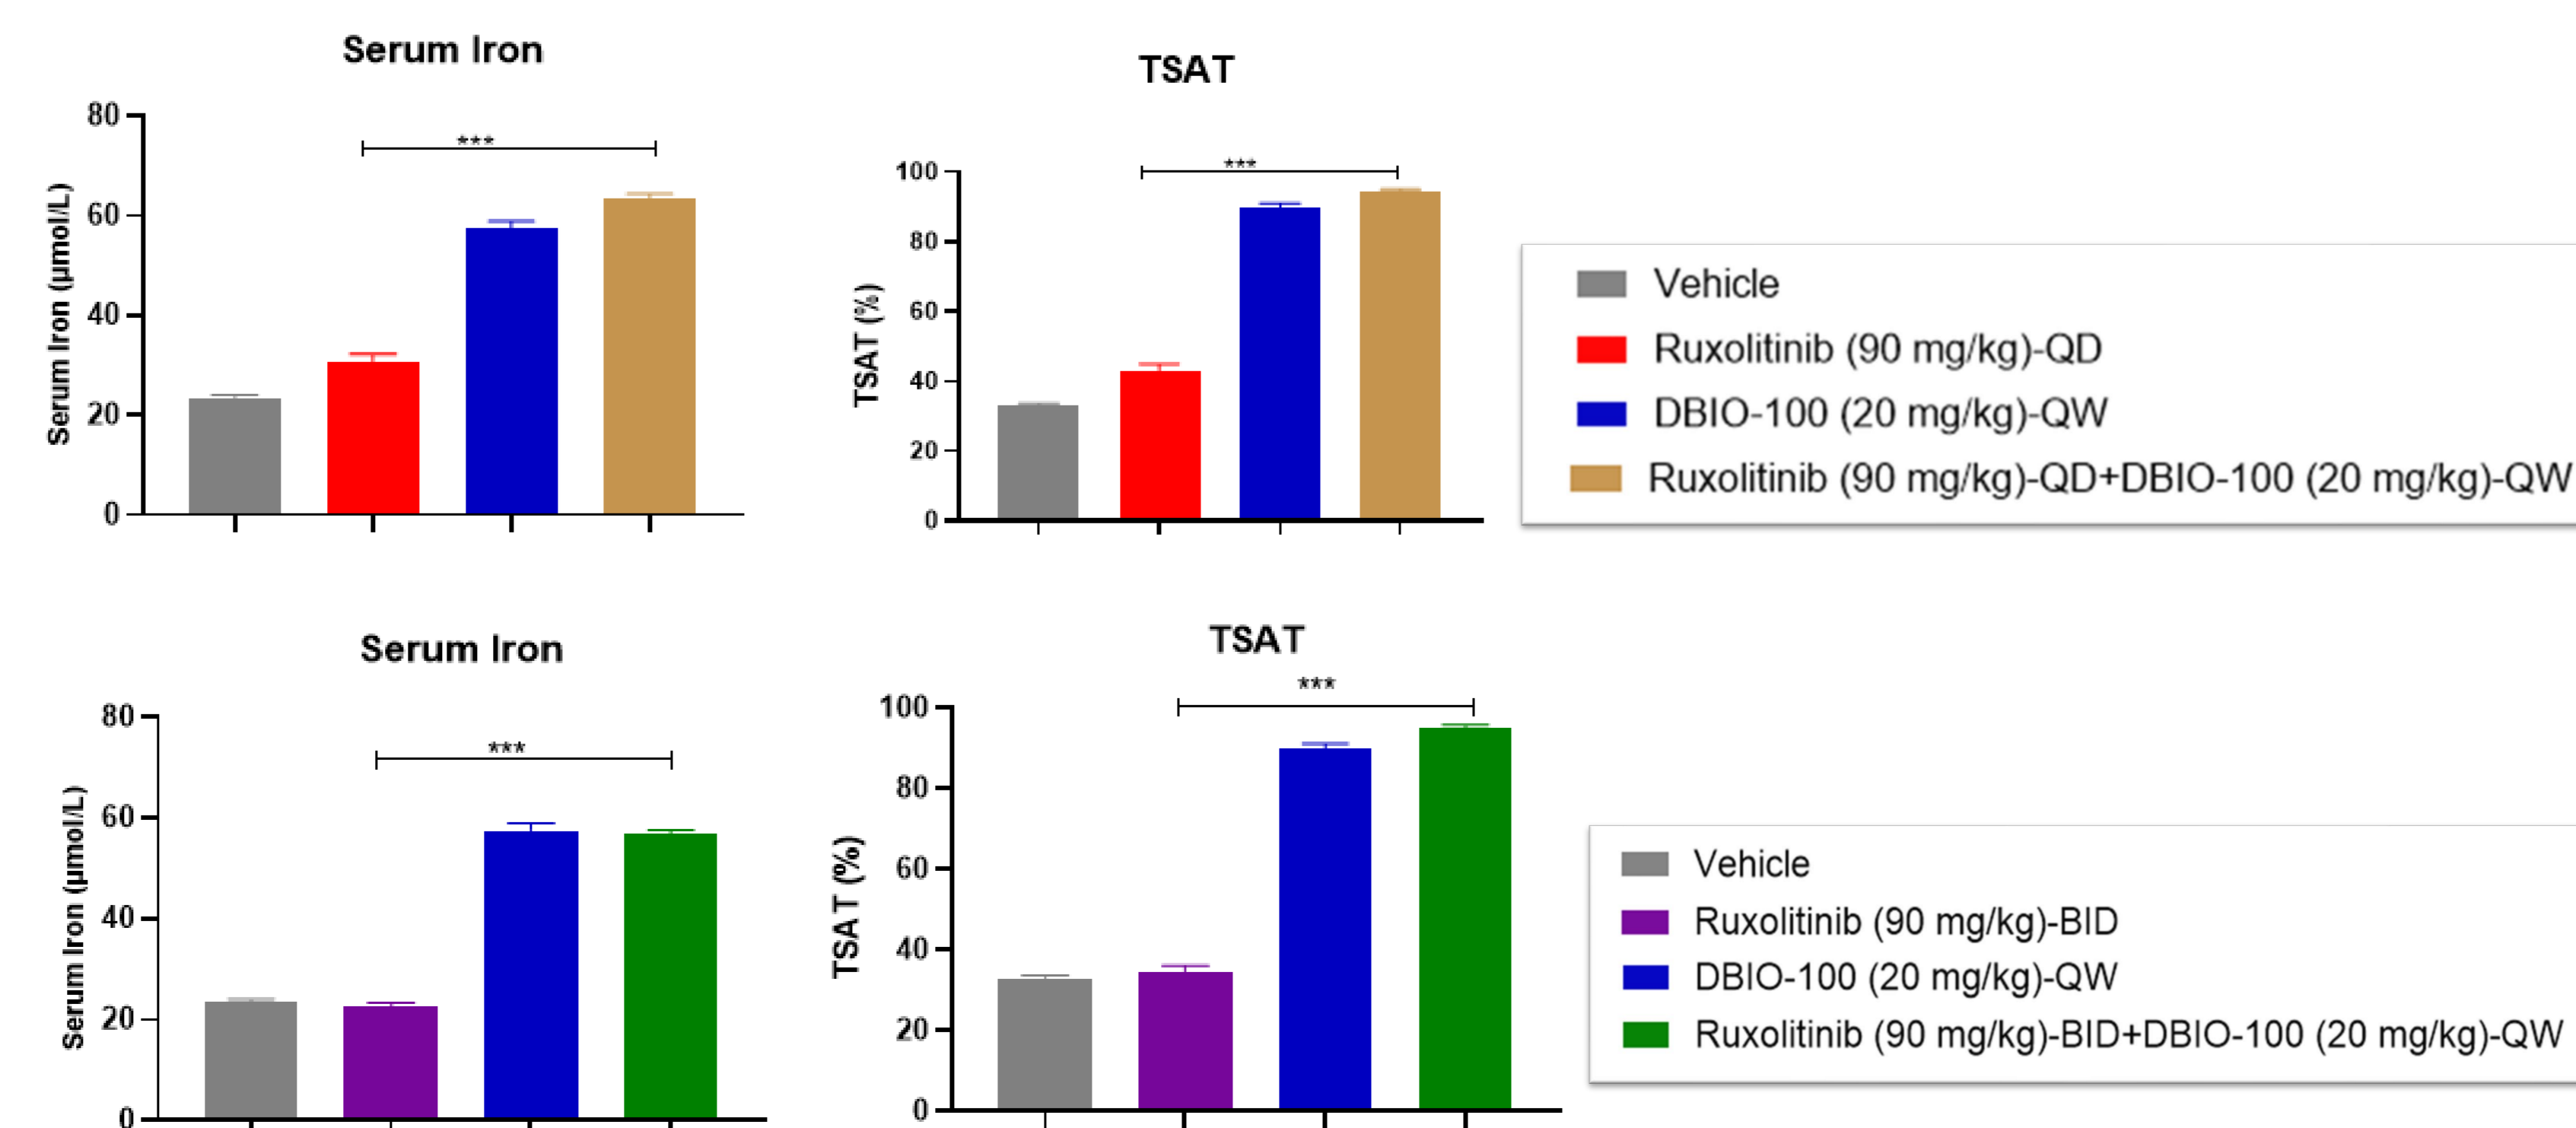 Serum Iron
TSAT
80
60
40
20
0
Serum Iron (µmol/L)
***
100
80
60
40
20
0
TSAT (%)
***
Vehicle
Ruxolitinib (90 mg/kg)-QD
DBIO-100 (20 mg/kg)-QW
Ruxolitinib (90 mg/kg)-QD+DBIO-100 (20 mg/kg)-QW
Serum Iron
TSAT
80
60
40
20
0
Serum Iron (µmol/L)
***
100
80
60
40
20
0
TSAT (%)
***
Vehicle
Ruxolitinib (90 mg/kg)-BID
DBIO-100 (20 mg/kg)-QW
Ruxolitinib (90 mg/kg)-BID+DBIO-100 (20 mg/kg)-QW